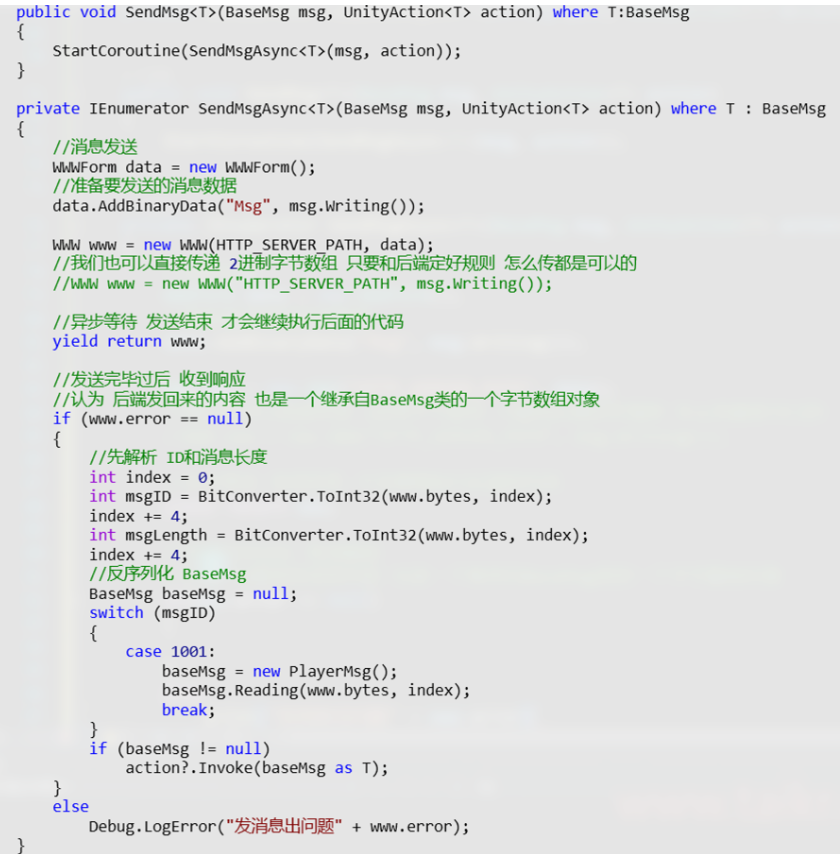 public void SendMsg<T>(BaseMsg msg, UnityAction<T> action) where T:BaseMsg
{
    StartCoroutine(SendMsgAsync<T>(msg, action));
}

private IEnumerator SendMsgAsync<T>(BaseMsg msg, UnityAction<T> action) where T : BaseMsg
{
    //消息发送
    WWWForm data = new WWWForm();
    //准备要发送的消息数据
    data.AddBinaryData("Msg", msg.Writing());

    WWW www = new WWW(HTTP_SERVER_PATH, data);
    //我们也可以直接传递 2进制字节数组 只要和后端定好规则 怎么传都是可以的
    //WWW www = new WWW("HTTP_SERVER_PATH", msg.Writing());

    //异步等待 发送结束 才会继续执行后面的代码
    yield return www;

    //发送完毕过后 收到响应
    //认为 后端发回来的内容 也是一个继承自BaseMsg类的一个字节数组对象
    if (www.error == null)
    {
        //先解析 ID和消息长度
        int index = 0;
        int msgID = BitConverter.ToInt32(www.bytes, index);
        index += 4;
        int msgLength = BitConverter.ToInt32(www.bytes, index);
        index += 4;
        //反序列化 BaseMsg
        BaseMsg baseMsg = null;
        switch (msgID)
        {
            case 1001:
                baseMsg = new PlayerMsg();
                baseMsg.Reading(www.bytes, index);
                break;
        }
        if (baseMsg != null)
            action?.Invoke(baseMsg as T);
    }
    else
        Debug.LogError("发消息出问题" + www.error);
}